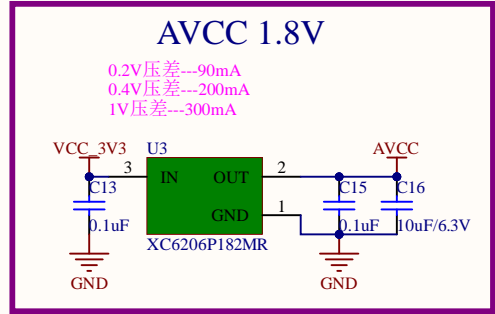 AVCC 1.8V
0.2V压差---90mA
0.4V压差---200mA
1V压差---300mA
VCC_3V3
U3
AVCC
3
IN
OUT
2
C13
C15
C16
GND
1
0.1uF
0.1uF
10uF/6.3V
XC6206P182MR
GND
GND